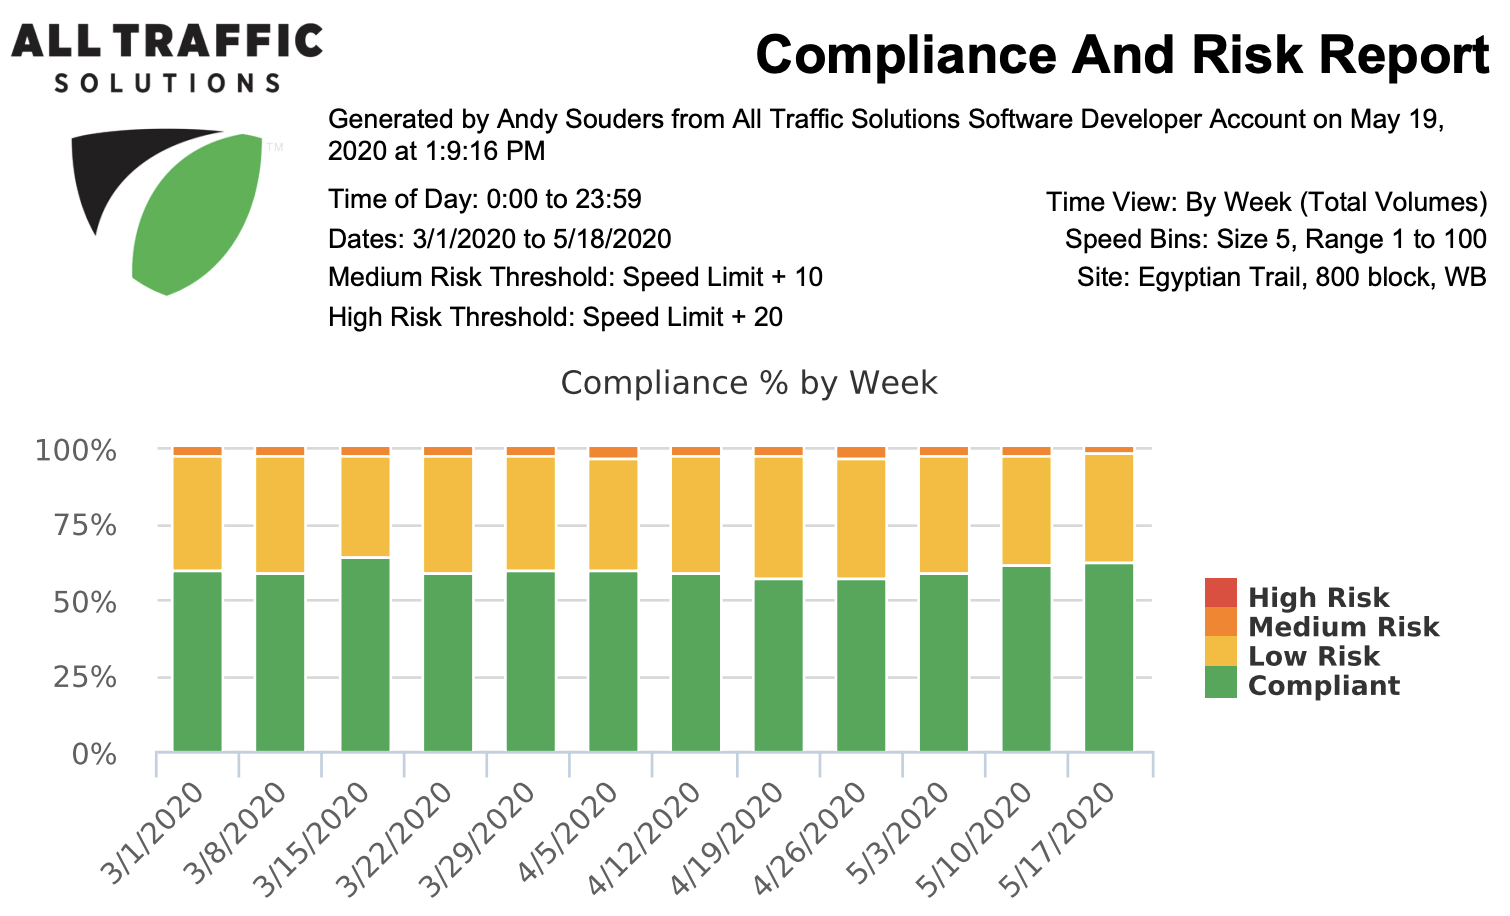 ALL TRAFFIC
SOLUTIONS
TM
Compliance And Risk Report
Generated by Andy Souders from All Traffic Solutions Software Developer Account on May 19,
2020 at 1:9:16 PM
Time of Day: 0:00 to 23:59
Dates: 3/1/2020 to 5/18/2020
Medium Risk Threshold: Speed Limit + 10
High Risk Threshold: Speed Limit + 20
Time View: By Week (Total Volumes)
Speed Bins: Size 5, Range 1 to 100
Site: Egyptian Trail, 800 block, WB
Compliance % by Week
100%
75%
50%
25%
0%
3/1/2020
3/8/2020
3/15/2020
3/22/2020
3/29/2020
4/5/2020
4/12/2020
4/19/2020
4/26/2020
5/3/2020
5/10/2020
5/17/2020
High Risk
Medium Risk
Low Risk
Compliant